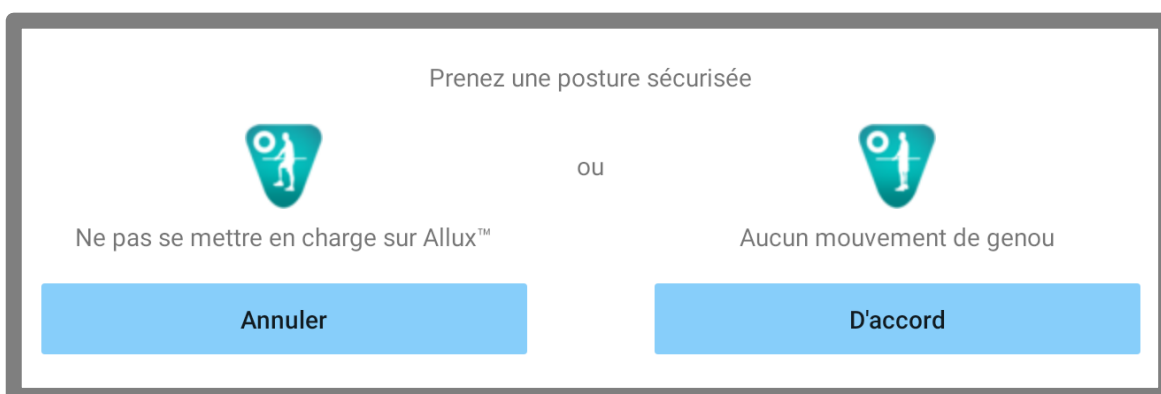 Prenez une posture sécurisée
ou
Ne pas se mettre en charge sur Allux™
Aucun mouvement de genou
Annuler
D'accord